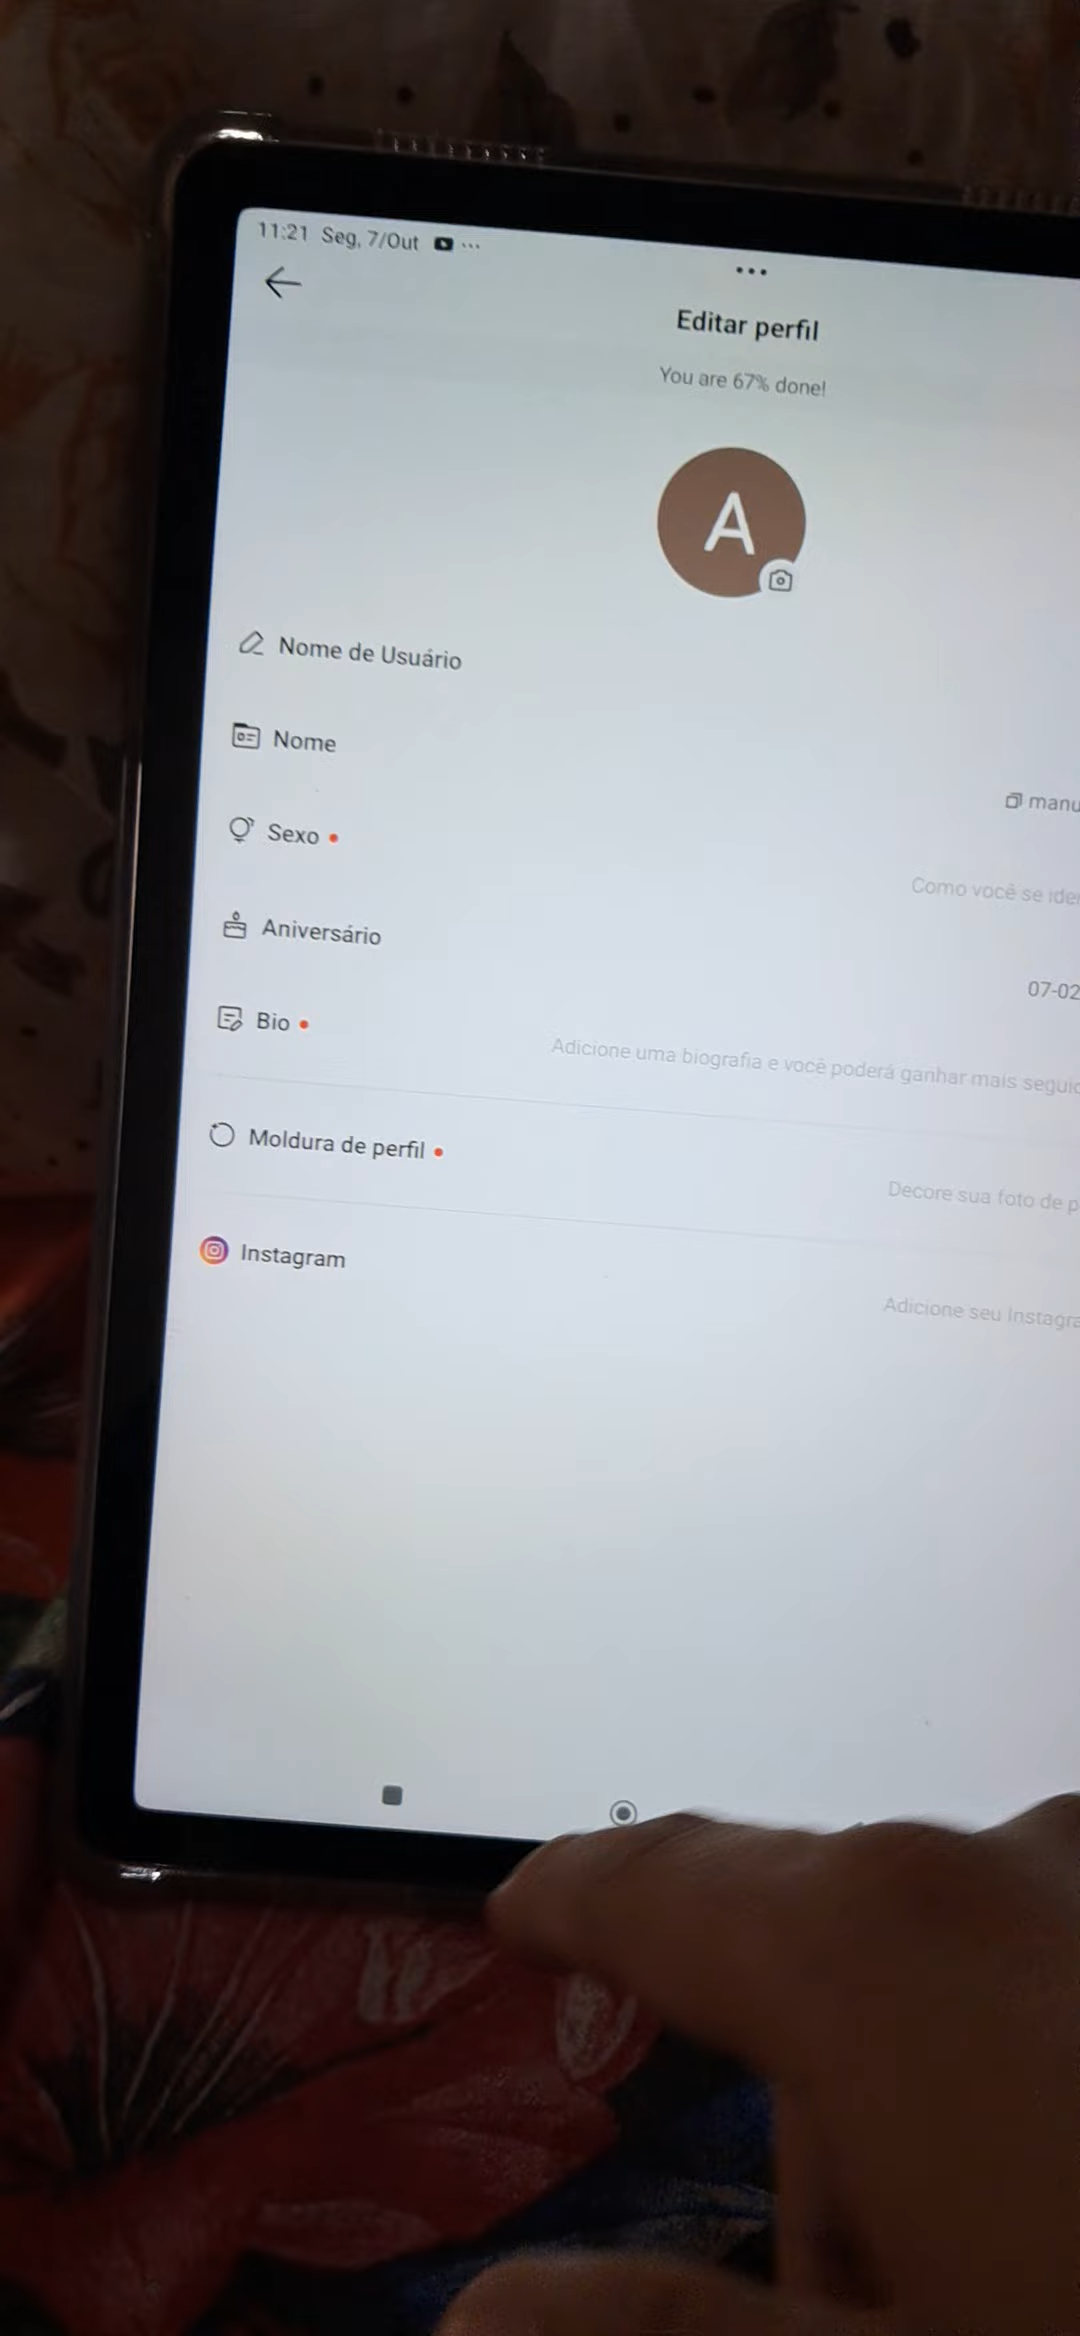 11:21 Seg, 7/Out
Editar perfil
You are 67% done!
A
Nome de Usuário
Nome
manu
Sexo
Como você se iden
Aniversário
07-02
Bio
Adicione uma biografia e você poderá ganhar mais seguid
Moldura de perfil
Decore sua foto de p
Instagram
Adicione seu Instagra